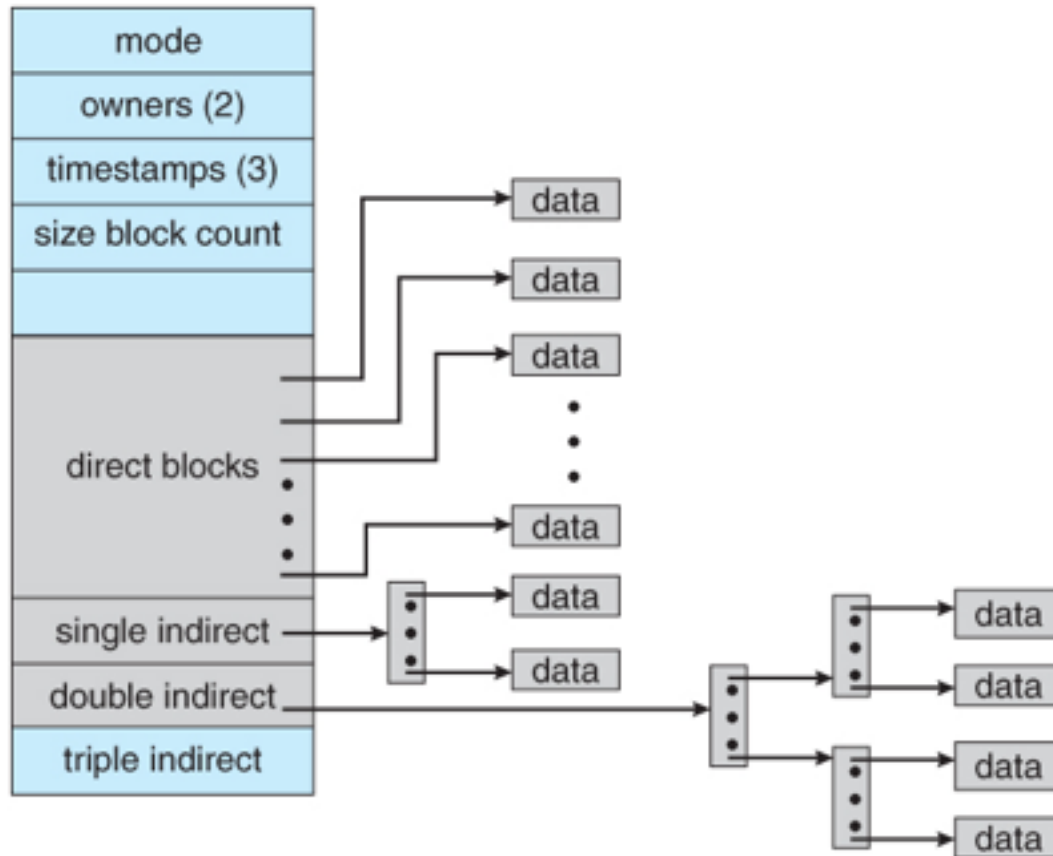 mode
owners (2)
timestamps (3)
size block count
direct blocks
single indirect
double indirect
triple indirect
data
data
data
data
data
data
data
data
data
data